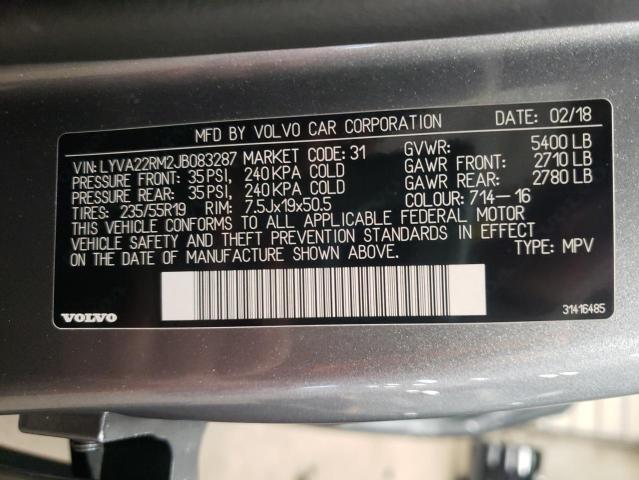 MFD BY VOLVO CAR CORPORATION DATE: 02/18
VIN: LYVA22RM2JB083287 MARKET CODE: 31 GVWR: 5400 LB
PRESSURE FRONT: 35 PSI, 240 KPA COLD GAWR FRONT: 2710 LB
PRESSURE REAR: 35 PSI, 240 KPA COLD GAWR REAR: 2780 LB
TIRES: 235/55R19 RIM: 7.5Jx19x50.5 COLOUR: 714-16
THIS VEHICLE CONFORMS TO ALL APPLICABLE FEDERAL MOTOR
VEHICLE SAFETY AND THEFT PREVENTION STANDARDS IN EFFECT
ON THE DATE OF MANUFACTURE SHOWN ABOVE. TYPE: MPV
VOLVO 31416485